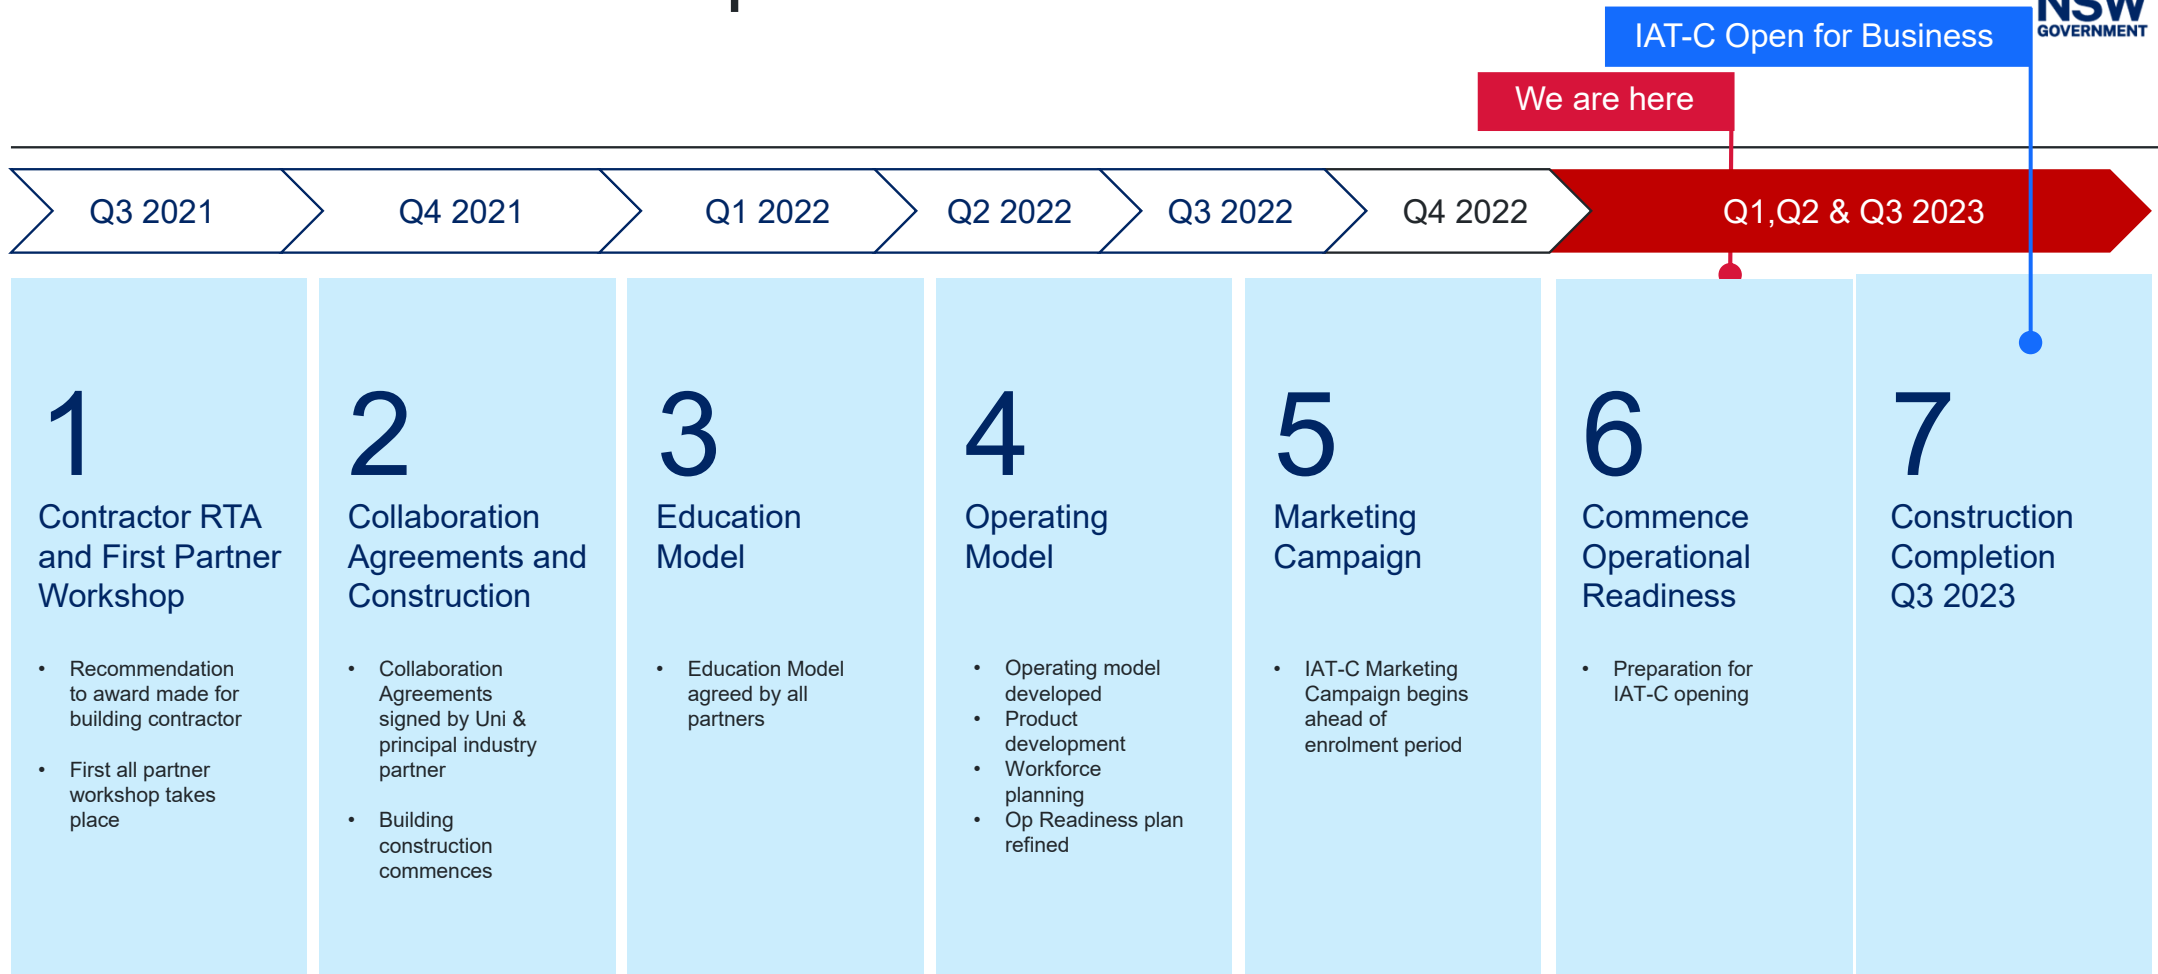 NSW
GOVERNMENT
IAT-C Open for Business
We are here
Q3 2021
Q4 2021
Q1 2022
Q2 2022
Q3 2022
Q4 2022
Q1,Q2 & Q3 2023
1
Contractor RTA
and First Partner
Workshop
• Recommendation
to award made for
building contractor
• First all partner
workshop takes
place
2
Collaboration
Agreements and
Construction
• Collaboration
Agreements
signed by Uni &
principal industry
partner
• Building
construction
commences
3
Education
Model
• Education Model
agreed by all
partners
4
Operating
Model
• Operating model
developed
• Product
development
• Workforce
planning
• Op Readiness plan
refined
5
Marketing
Campaign
• IAT-C Marketing
Campaign begins
ahead of
enrolment period
6
Commence
Operational
Readiness
• Preparation for
IAT-C opening
7
Construction
Completion
Q3 2023